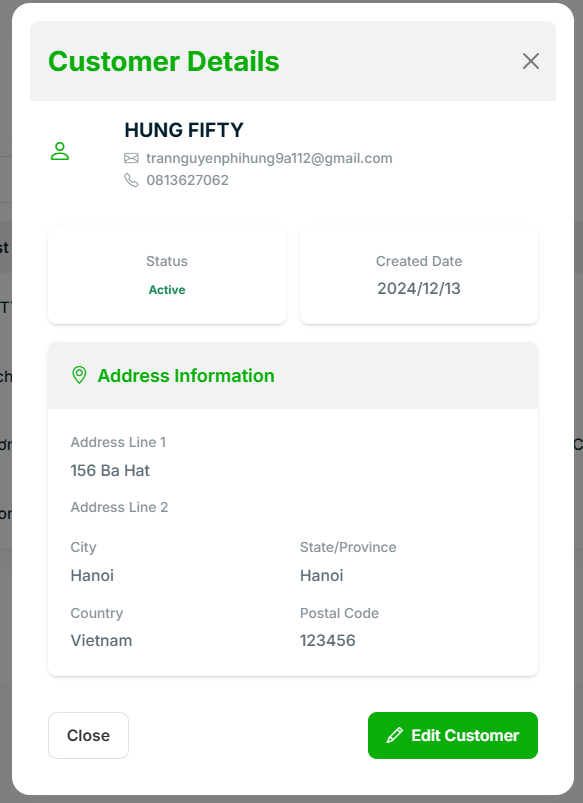 Customer Details
HUNG FIFTY
trannguyenphihung9a112@gmail.com
0813627062
Status
Active
Created Date
2024/12/13
Address Information
Address Line 1
156 Ba Hat
Address Line 2
City
Hanoi
State/Province
Hanoi
Country
Vietnam
Postal Code
123456
Close
Edit Customer